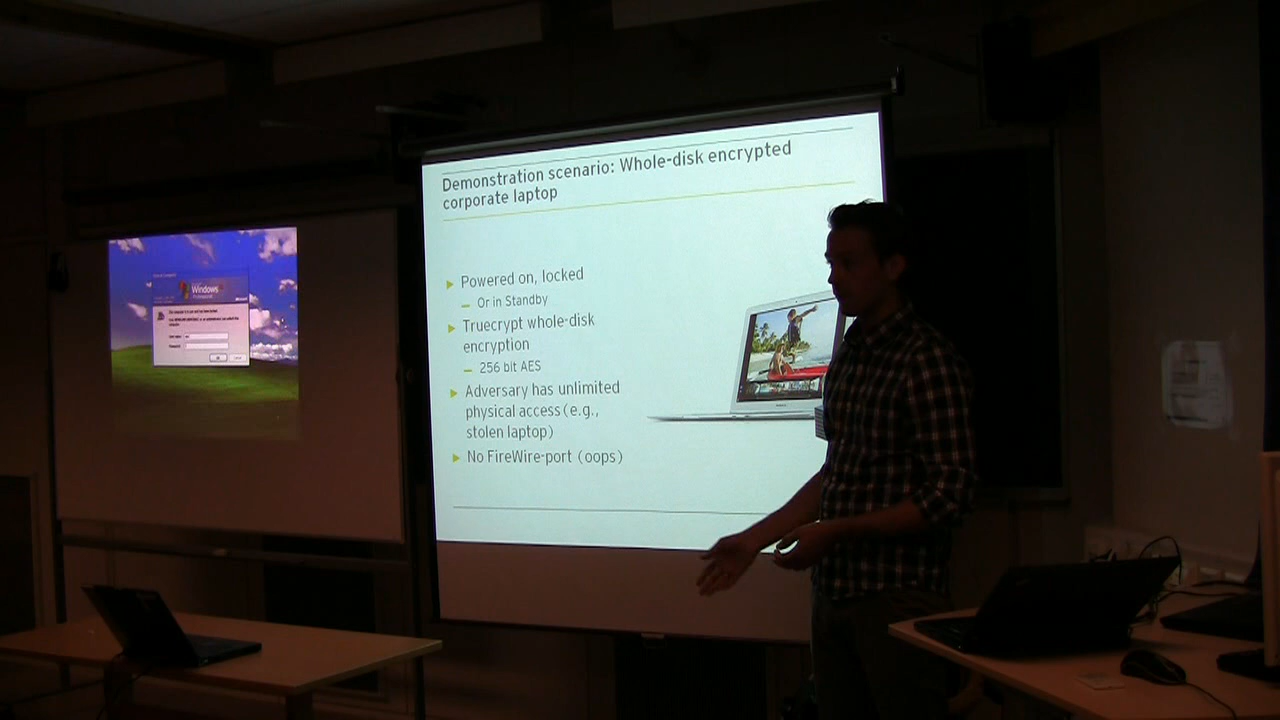 Demonstration scenario: Whole-disk encrypted
corporate laptop
Powered on, locked
Or in Standby
Truecrypt whole-disk
encryption
256 bit AES
Adversary has unlimited
physical access (e.g.,
stolen laptop)
No FireWire-port (oops)
Windows